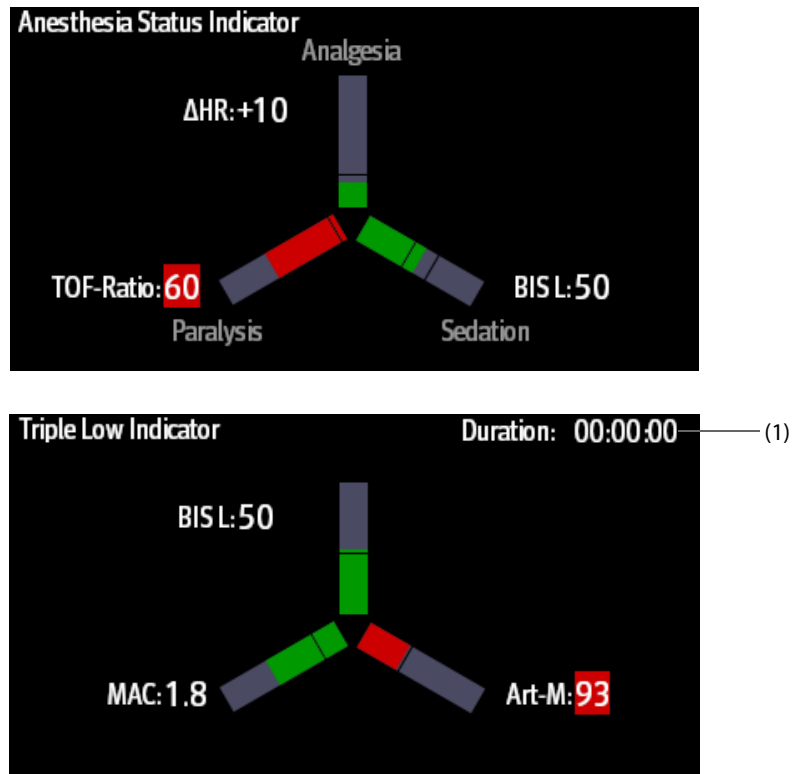 Anesthesia Status Indicator
Analgesia
ΔHR:+10
TOF-Ratio:60
BIS L:50
Paralysis
Sedation
Triple Low Indicator
Duration: 00:00:00
(1)
BIS L:50
MAC:1.8
Art-M:93